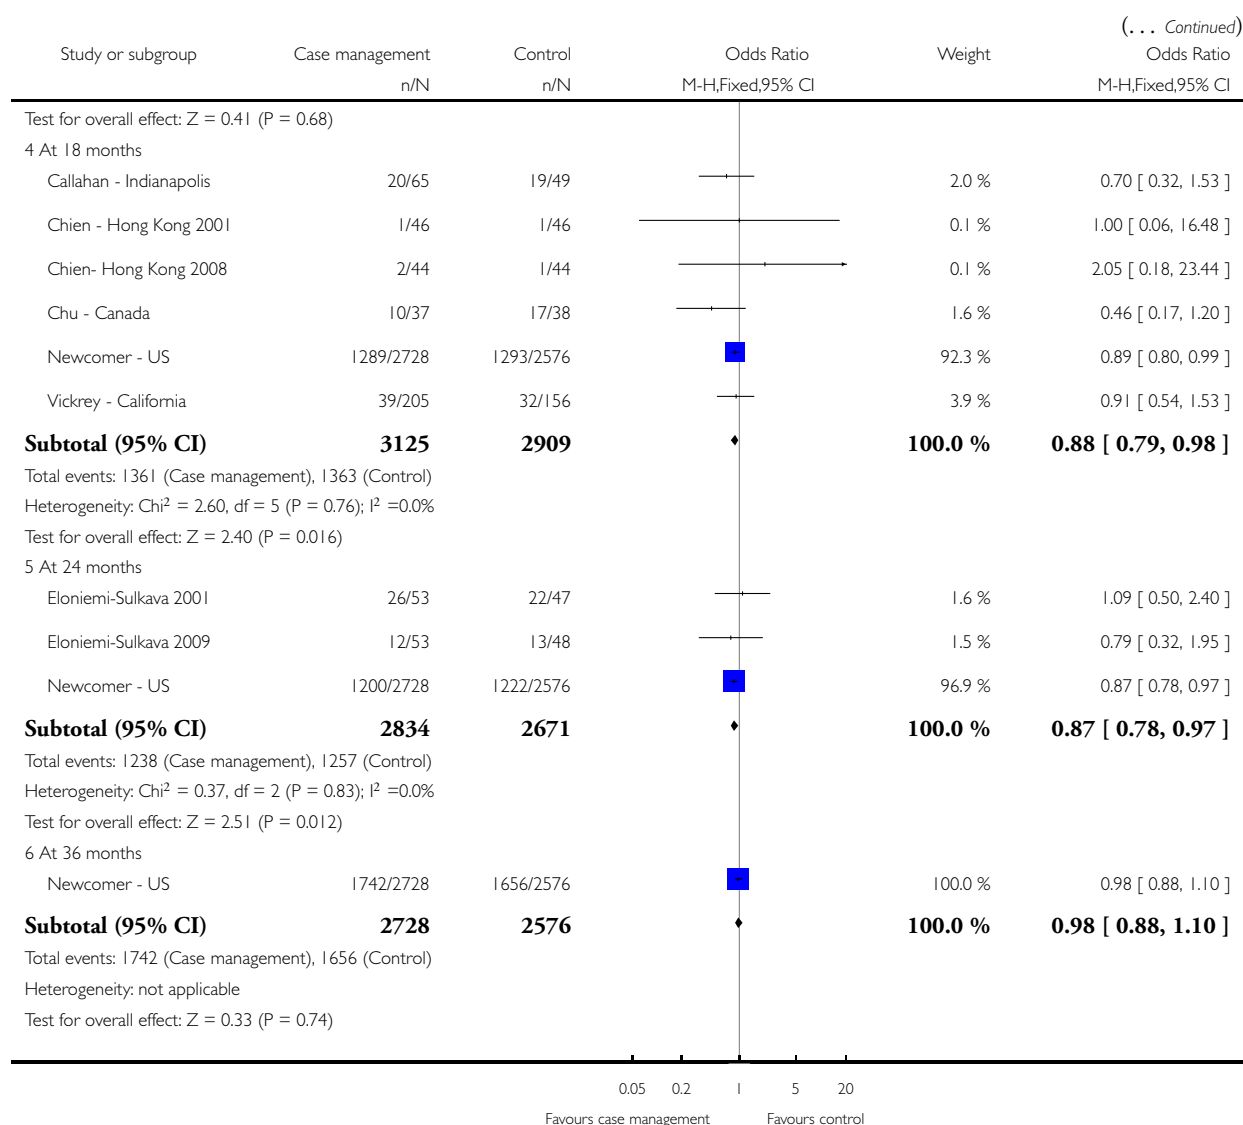 (... Continued)
Study or subgroup Case management Control Odds Ratio Weight Odds Ratio
n/N n/N M-H,Fixed,95% CI M-H,Fixed,95% CI
Test for overall effect: Z = 0.41 (P = 0.68)
4 At 18 months
Callahan - Indianapolis 20/65 19/49 2.0 % 0.70 [ 0.32, 1.53 ]
Chien - Hong Kong 2001 1/46 1/46 0.1 % 1.00 [ 0.06, 16.48 ]
Chien- Hong Kong 2008 2/44 1/44 0.1 % 2.05 [ 0.18, 23.44 ]
Chu - Canada 10/37 17/38 1.6 % 0.46 [ 0.17, 1.20 ]
Newcomer - US 1289/2728 1293/2576 92.3 % 0.89 [ 0.80, 0.99 ]
Vickrey - California 39/205 32/156 3.9 % 0.91 [ 0.54, 1.53 ]
Subtotal (95% CI) 3125 2909 100.0 % 0.88 [ 0.79, 0.98 ]
Total events: 1361 (Case management), 1363 (Control)
Heterogeneity: Chi² = 2.60, df = 5 (P = 0.76); I² =0.0%
Test for overall effect: Z = 2.40 (P = 0.016)
5 At 24 months
Eloniemi-Sulkava 2001 26/53 22/47 1.6 % 1.09 [ 0.50, 2.40 ]
Eloniemi-Sulkava 2009 12/53 13/48 1.5 % 0.79 [ 0.32, 1.95 ]
Newcomer - US 1200/2728 1222/2576 96.9 % 0.87 [ 0.78, 0.97 ]
Subtotal (95% CI) 2834 2671 100.0 % 0.87 [ 0.78, 0.97 ]
Total events: 1238 (Case management), 1257 (Control)
Heterogeneity: Chi² = 0.37, df = 2 (P = 0.83); I² =0.0%
Test for overall effect: Z = 2.51 (P = 0.012)
6 At 36 months
Newcomer - US 1742/2728 1656/2576 100.0 % 0.98 [ 0.88, 1.10 ]
Subtotal (95% CI) 2728 2576 100.0 % 0.98 [ 0.88, 1.10 ]
Total events: 1742 (Case management), 1656 (Control)
Heterogeneity: not applicable
Test for overall effect: Z = 0.33 (P = 0.74)
0.05 0.2 1 5 20
Favours case management Favours control